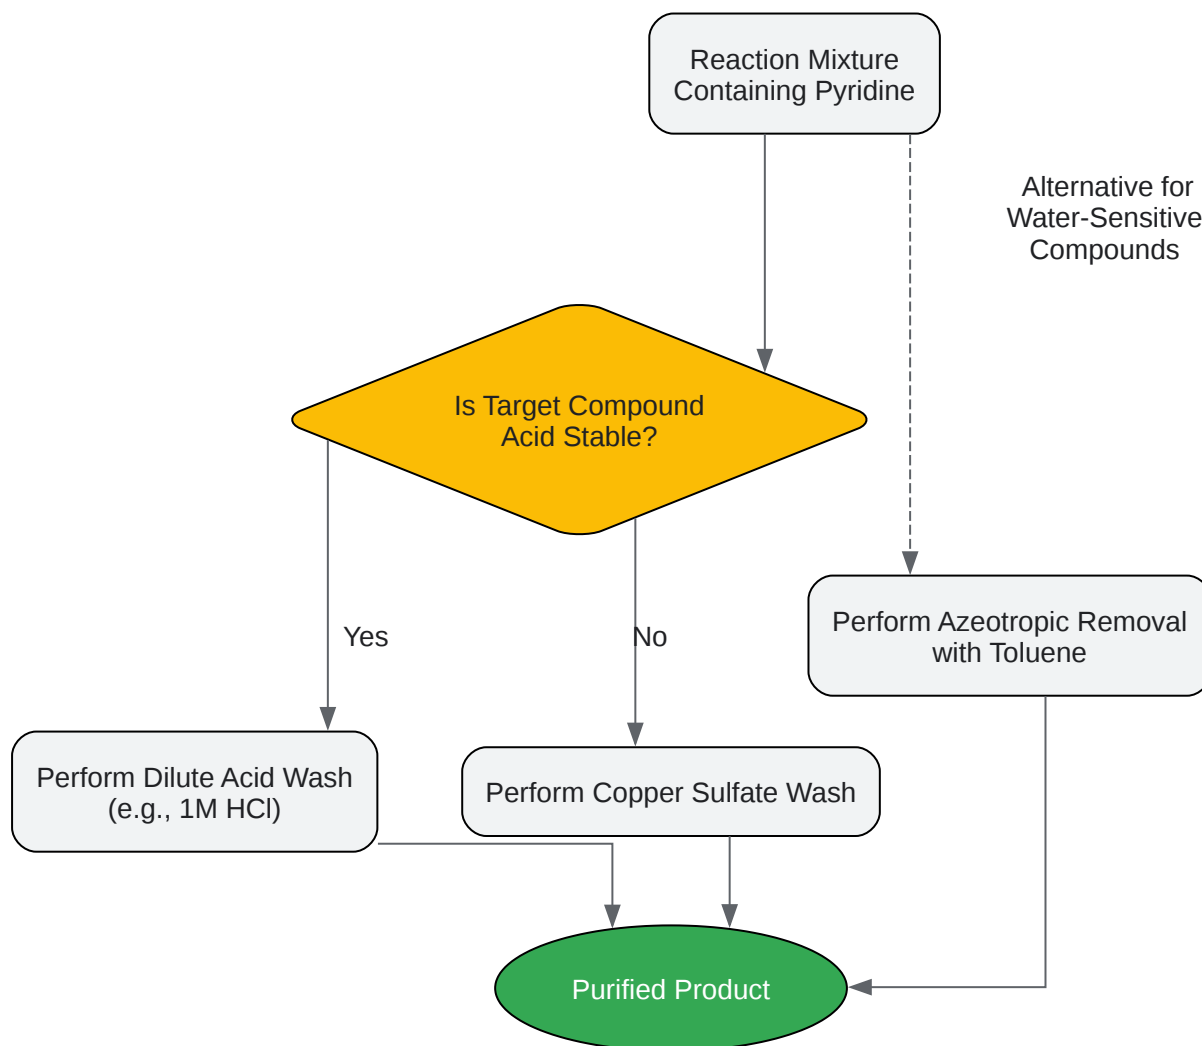 Reaction Mixture
Containing Pyridine
Alternative for
Water-Sensitive
Compounds
Is Target Compound
Acid Stable?
Yes
No
Perform Azeotropic Removal
with Toluene
Perform Dilute Acid Wash
(e.g., 1M HCl)
Perform Copper Sulfate Wash
Purified Product